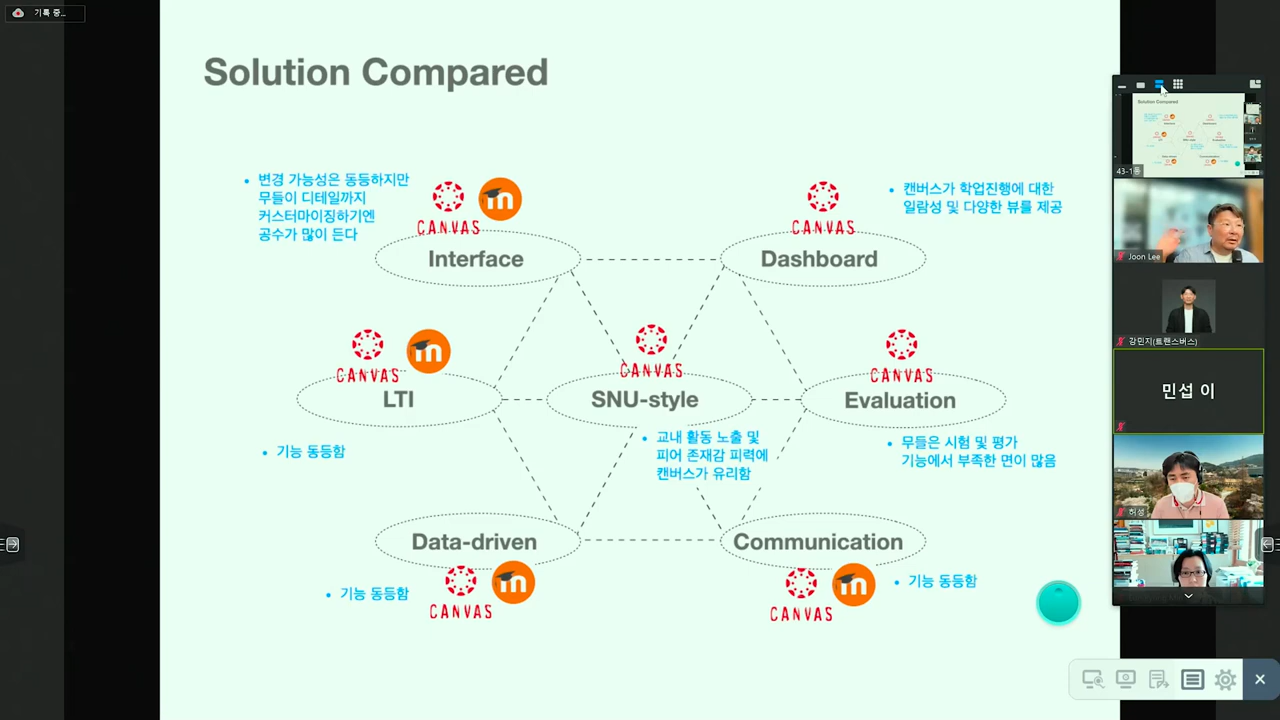 기록 중...
Solution Compared
변경 가능성은 동등하지만
무들이 디테일까지
커스터마이징하기엔
공수가 많이 든다
CANVAS
m
Interface
CANVAS
Dashboard
캔버스가 학업진행에 대한
일람성 및 다양한 뷰를 제공
CANVAS
m
LTI
기능 동등함
CANVAS
SNU-style
교내 활동 노출 및
피어 존재감 피력에
캔버스가 유리함
CANVAS
Evaluation
무들은 시험 및 평가
기능에서 부족한 면이 많음
Data-driven
CANVAS
m
기능 동등함
Communication
CANVAS
m
기능 동등함
Solution Compared
43-1동
Joon Lee
강민지(트랜스버스)
민섭 이
허성